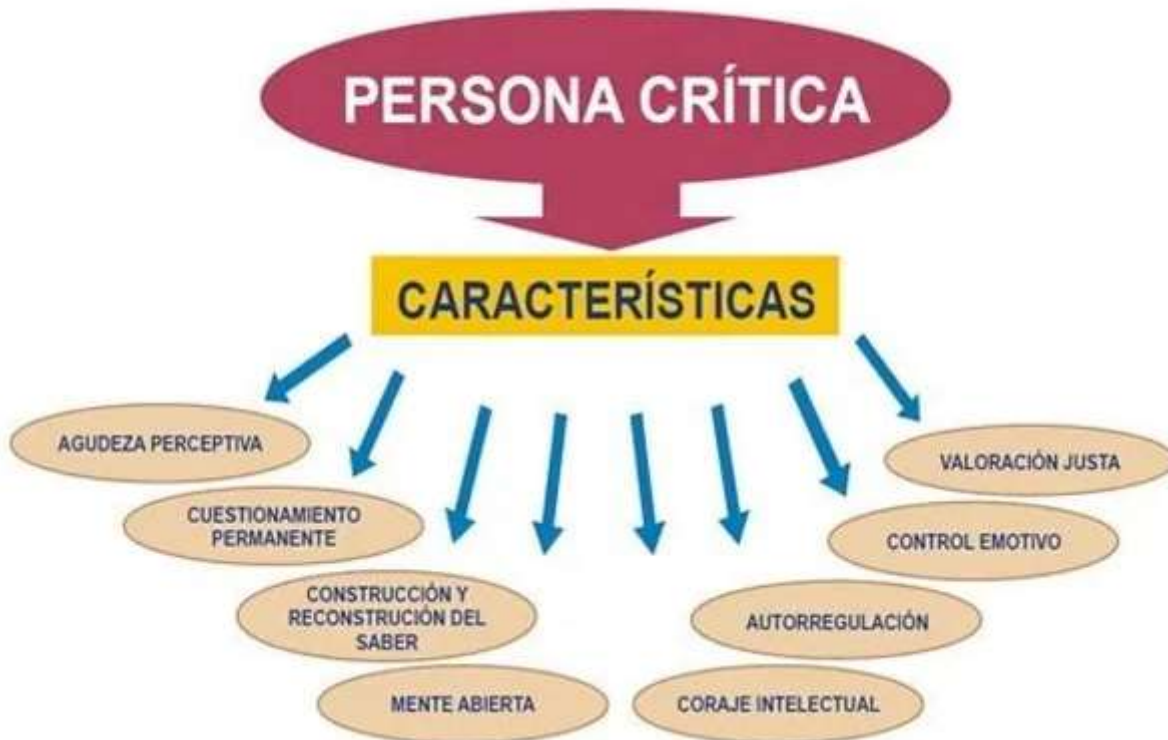 PERSONA CRÍTICA
CARACTERÍSTICAS
AGUDEZA PERCEPTIVA
CUESTIONAMIENTO
PERMANENTE
CONSTRUCCIÓN Y
RECONSTRUCIÓN DEL
SABER
MENTE ABIERTA
CORAJE INTELECTUAL
AUTORREGULACIÓN
CONTROL EMOTIVO
VALORACIÓN JUSTA